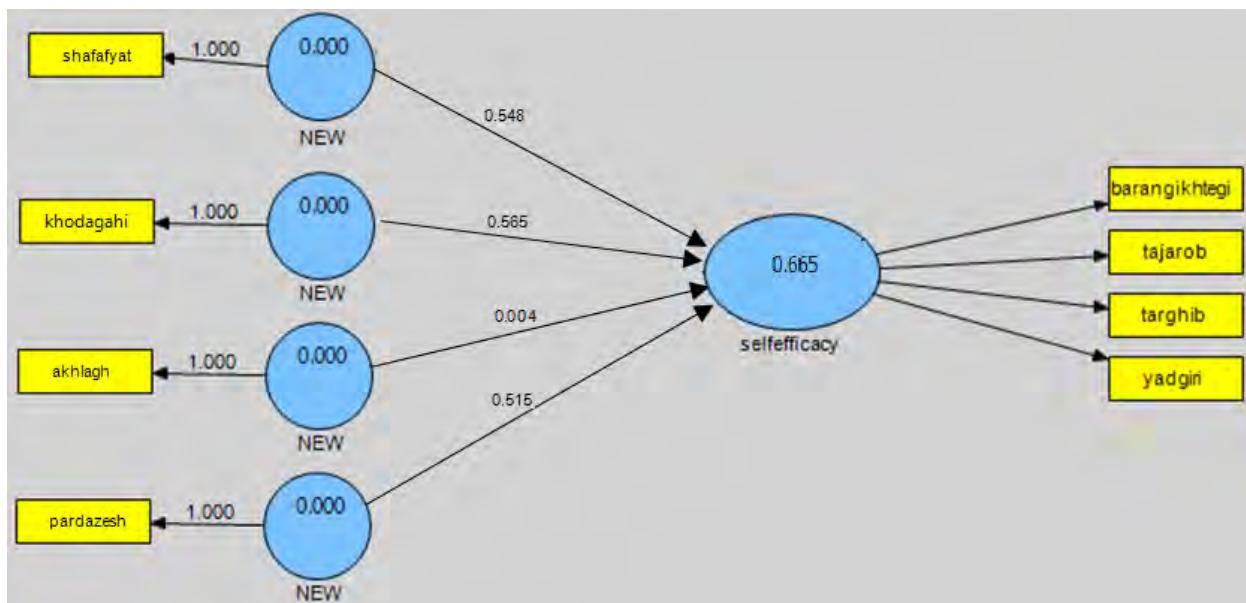 shafafyat
1.000
0.000
NEW
0.548
khodagahi
1.000
0.000
NEW
0.565
akhlagh
1.000
0.000
NEW
0.004
pardazesh
1.000
0.000
NEW
0.515
0.665
selfefficacy
barangikhtegi
tajarob
targhib
yadgiri